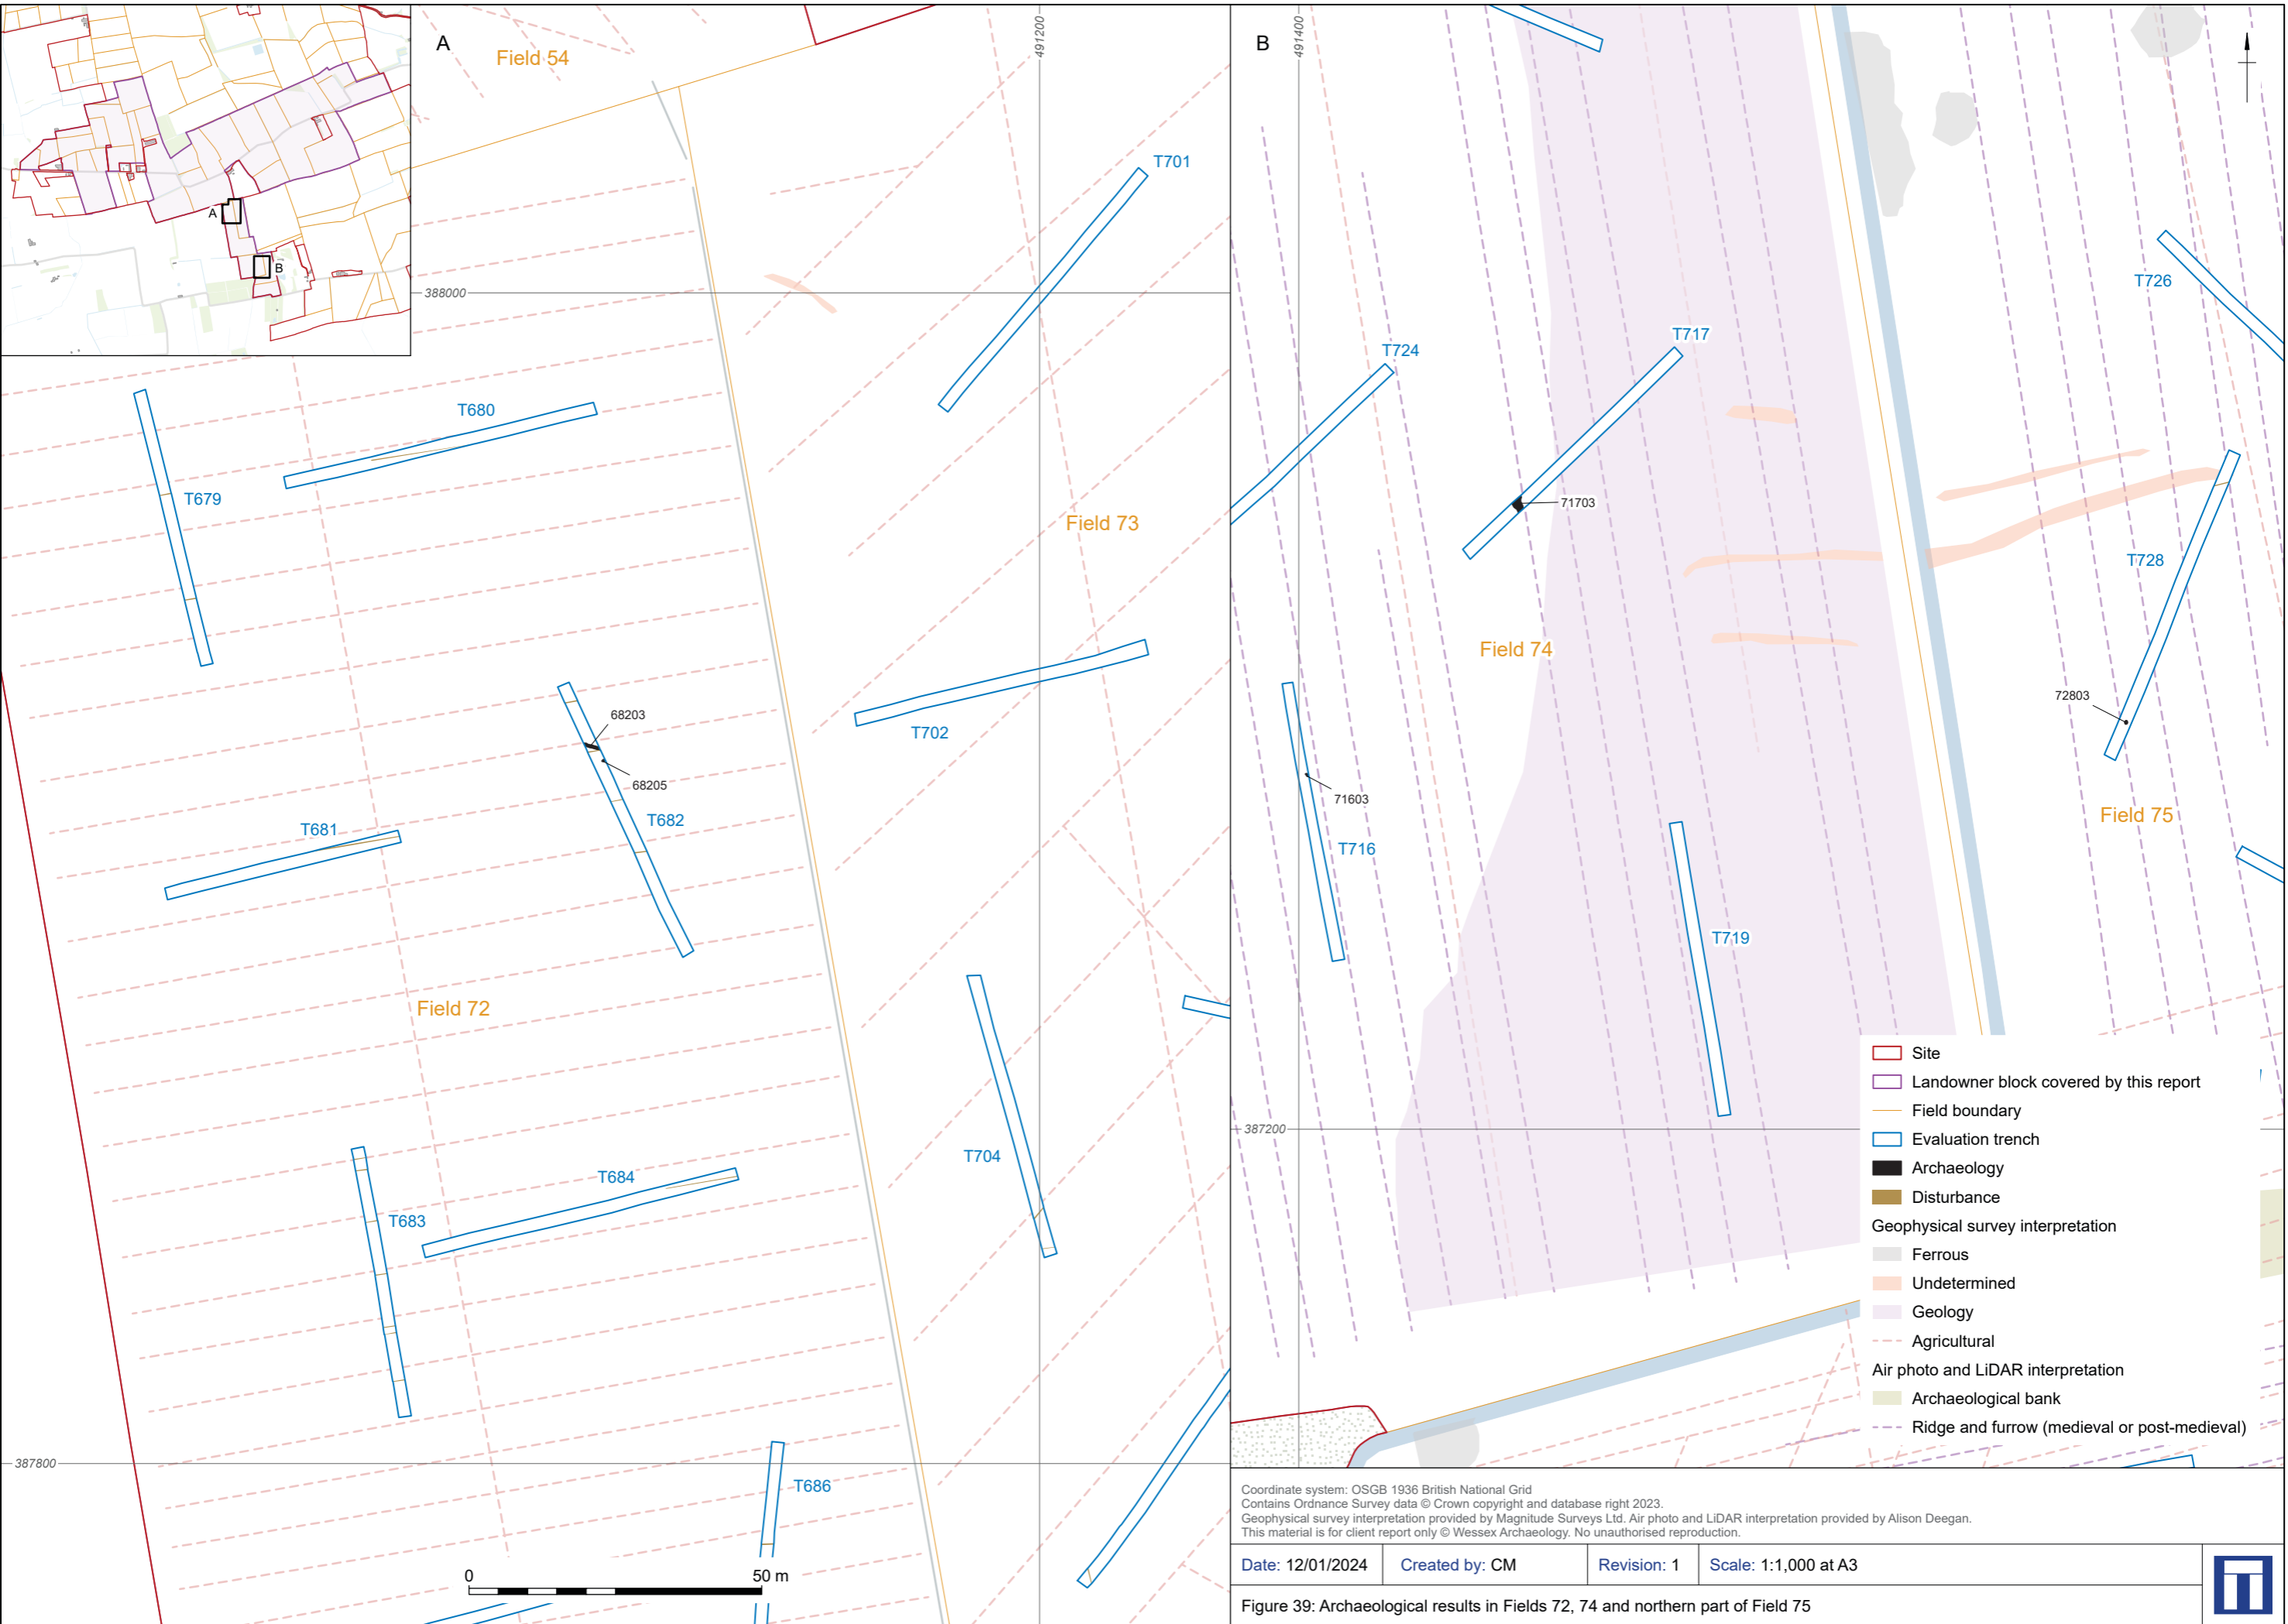 A
Field 54
491200
388000
T701
T680
T679
Field 73
68203
68205
T702
T681
T682
Field 72
T704
T684
T683
387800
T686
0 50 m
A
B
B
491400
T726
T717
T724
71703
T728
Field 74
72803
71603
Field 75
T716
T719
387200
Site
Landowner block covered by this report
Field boundary
Evaluation trench
Archaeology
Disturbance
Geophysical survey interpretation
Ferrous
Undetermined
Geology
Agricultural
Air photo and LiDAR interpretation
Archaeological bank
Ridge and furrow (medieval or post-medieval)
Coordinate system: OSGB 1936 British National Grid
Contains Ordnance Survey data © Crown copyright and database right 2023.
Geophysical survey interpretation provided by Magnitude Surveys Ltd. Air photo and LiDAR interpretation provided by Alison Deegan.
This material is for client report only © Wessex Archaeology. No unauthorised reproduction.
Date: 12/01/2024 Created by: CM Revision: 1 Scale: 1:1,000 at A3
Figure 39: Archaeological results in Fields 72, 74 and northern part of Field 75